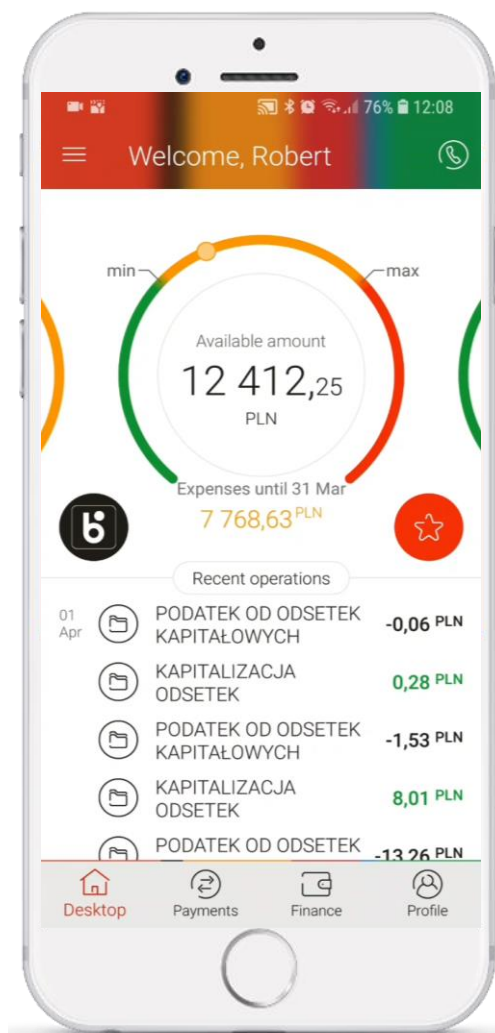 76% 12:08
Welcome, Robert
min
max
Available amount
12 412,25
PLN
Expenses until 31 Mar
7 768,63 PLN
Recent operations
01
Apr
PODATEK OD ODSETEK
KAPITAŁOWYCH
-0,06 PLN
KAPITALIZACJA
ODSETEK
0,28 PLN
PODATEK OD ODSETEK
KAPITAŁOWYCH
-1,53 PLN
KAPITALIZACJA
ODSETEK
8,01 PLN
PODATEK OD ODSETEK
-13,26 PLN
Desktop
Payments
Finance
Profile